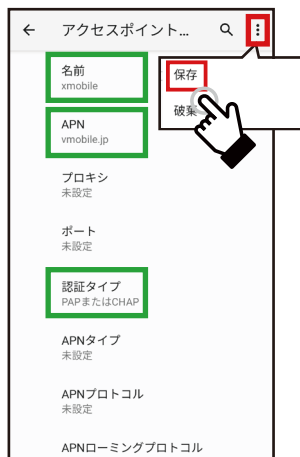 アクセスポイント...
名前
xmobile
保存
破棄
APN
vmobile.jp
プロキシ
未設定
ポート
未設定
認証タイプ
PAPまたはCHAP
APNタイプ
未設定
APNプロトコル
未設定
APNローミングプロトコル